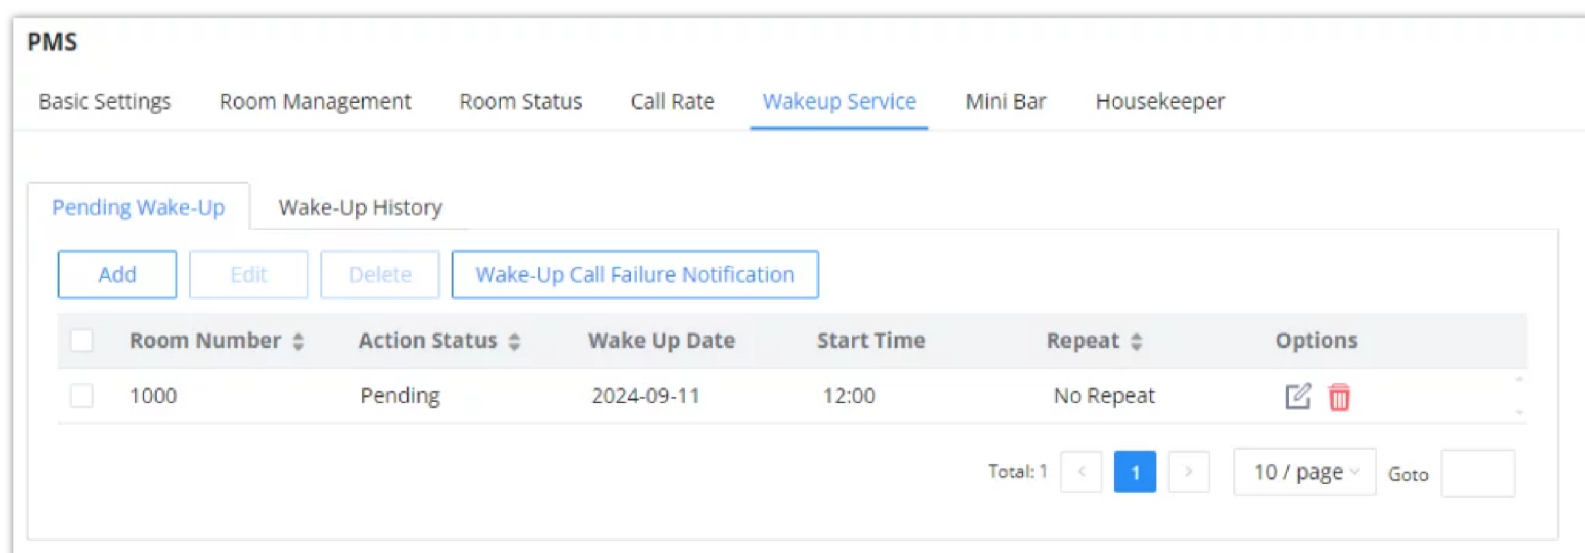 PMS
Basic Settings Room Management Room Status Call Rate Wakeup Service Mini Bar Housekeeper
Pending Wake-Up Wake-Up History
Add Edit Delete Wake-Up Call Failure Notification
Room Number Action Status Wake Up Date Start Time Repeat Options
1000 Pending 2024-09-11 12:00 No Repeat
Total: 1 < 1 > 10 / page Goto